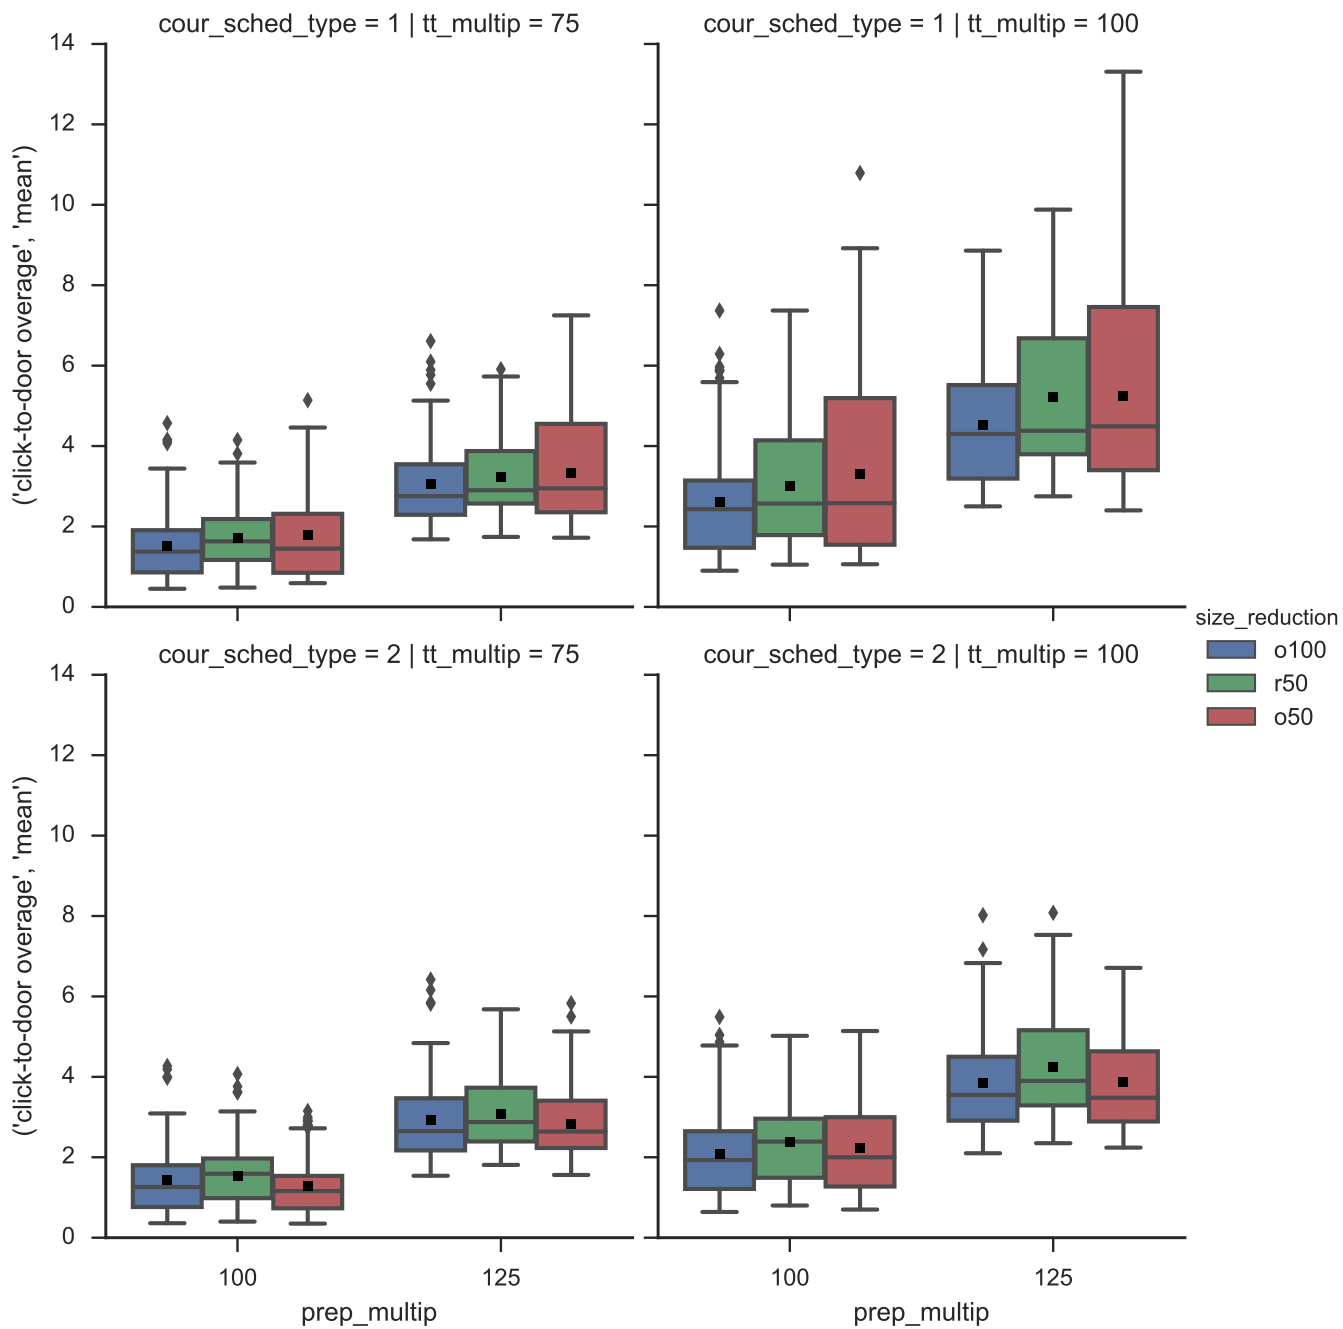 cour_sched_type = 1 | tt_multip = 75
cour_sched_type = 1 | tt_multip = 100
14
12
10
8
6
4
2
0
('click-to-door overage', 'mean')
size_reduction
o100
r50
o50
cour_sched_type = 2 | tt_multip = 75
cour_sched_type = 2 | tt_multip = 100
14
12
10
8
6
4
2
0
('click-to-door overage', 'mean')
100
125
100
125
prep_multip
prep_multip